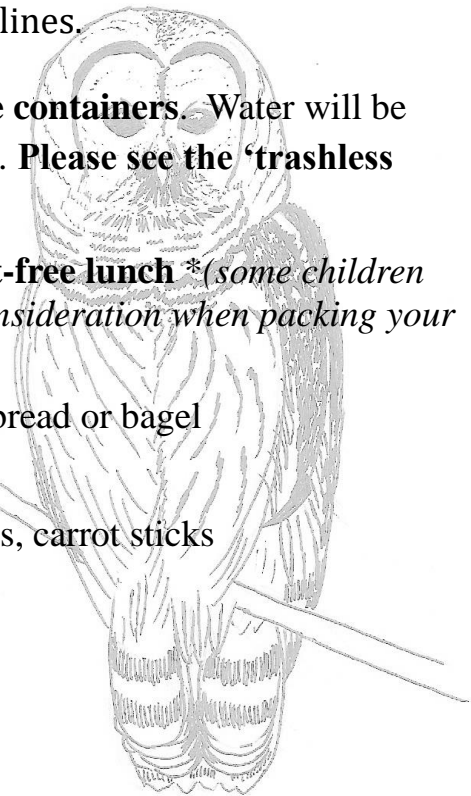 lines.
e containers. Water will be
. Please see the ‘trashless
t-free lunch *(some children
nsideration when packing your
bread or bagel
s, carrot sticks